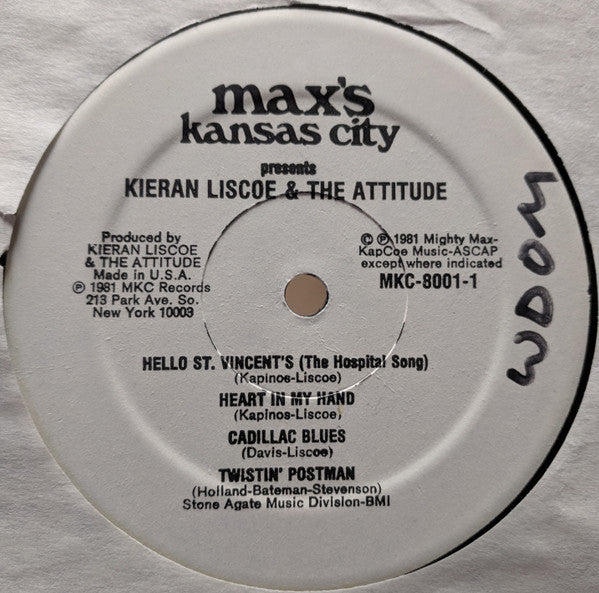 max's
kansas city
presents
KIERAN LISCOE & THE ATTITUDE
Produced by
KIERAN LISCOE
& THE ATTITUDE
Made in U.S.A.
℗ 1981 MKC Records
213 Park Ave. So.
New York 10003
© ℗ 1981 Mighty Max-
KapCoe Music-ASCAP
except where indicated
MKC-8001-1
WDOM
HELLO ST. VINCENT'S (The Hospital Song)
(Kapinos-Liscoe)
HEART IN MY HAND
(Kapinos-Liscoe)
CADILLAC BLUES
(Davis-Liscoe)
TWISTIN' POSTMAN
(Holland-Bateman-Stevenson)
Stone Agate Music Division-BMI